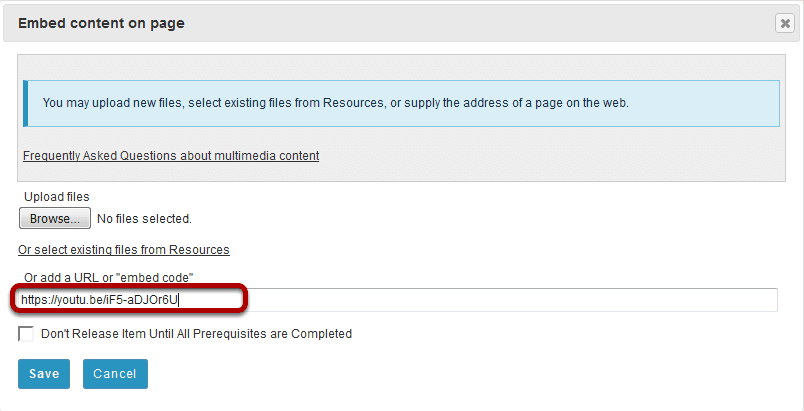 Embed content on page
You may upload new files, select existing files from Resources, or supply the address of a page on the web.
Frequently Asked Questions about multimedia content
Upload files
Browse... No files selected.
Or select existing files from Resources
Or add a URL or "embed code"
https://youtu.be/iF5-aDJOr6U
Don't Release Item Until All Prerequisites are Completed
Save Cancel